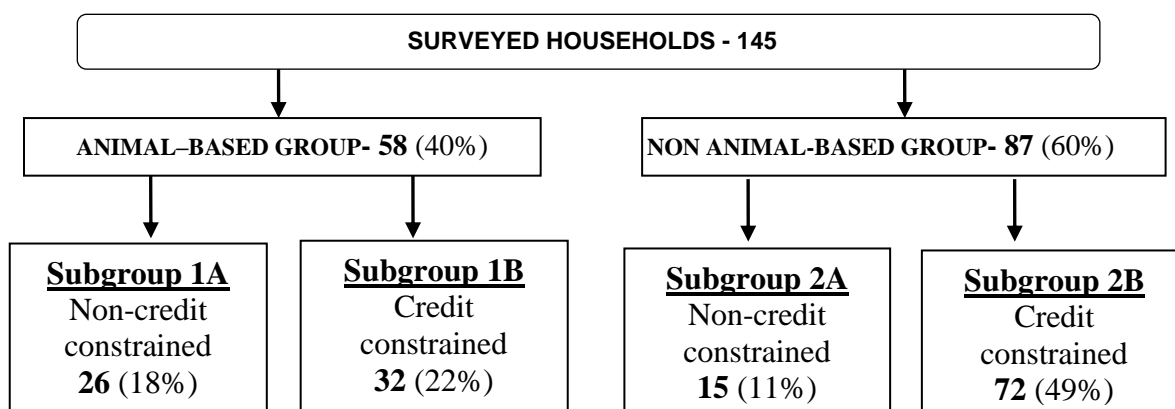 SURVEYED HOUSEHOLDS - 145
ANIMAL–BASED GROUP- 58 (40%)
NON ANIMAL-BASED GROUP- 87 (60%)
Subgroup 1A
Non-credit
constrained
26 (18%)
Subgroup 1B
Credit
constrained
32 (22%)
Subgroup 2A
Non-credit
constrained
15 (11%)
Subgroup 2B
Credit
constrained
72 (49%)